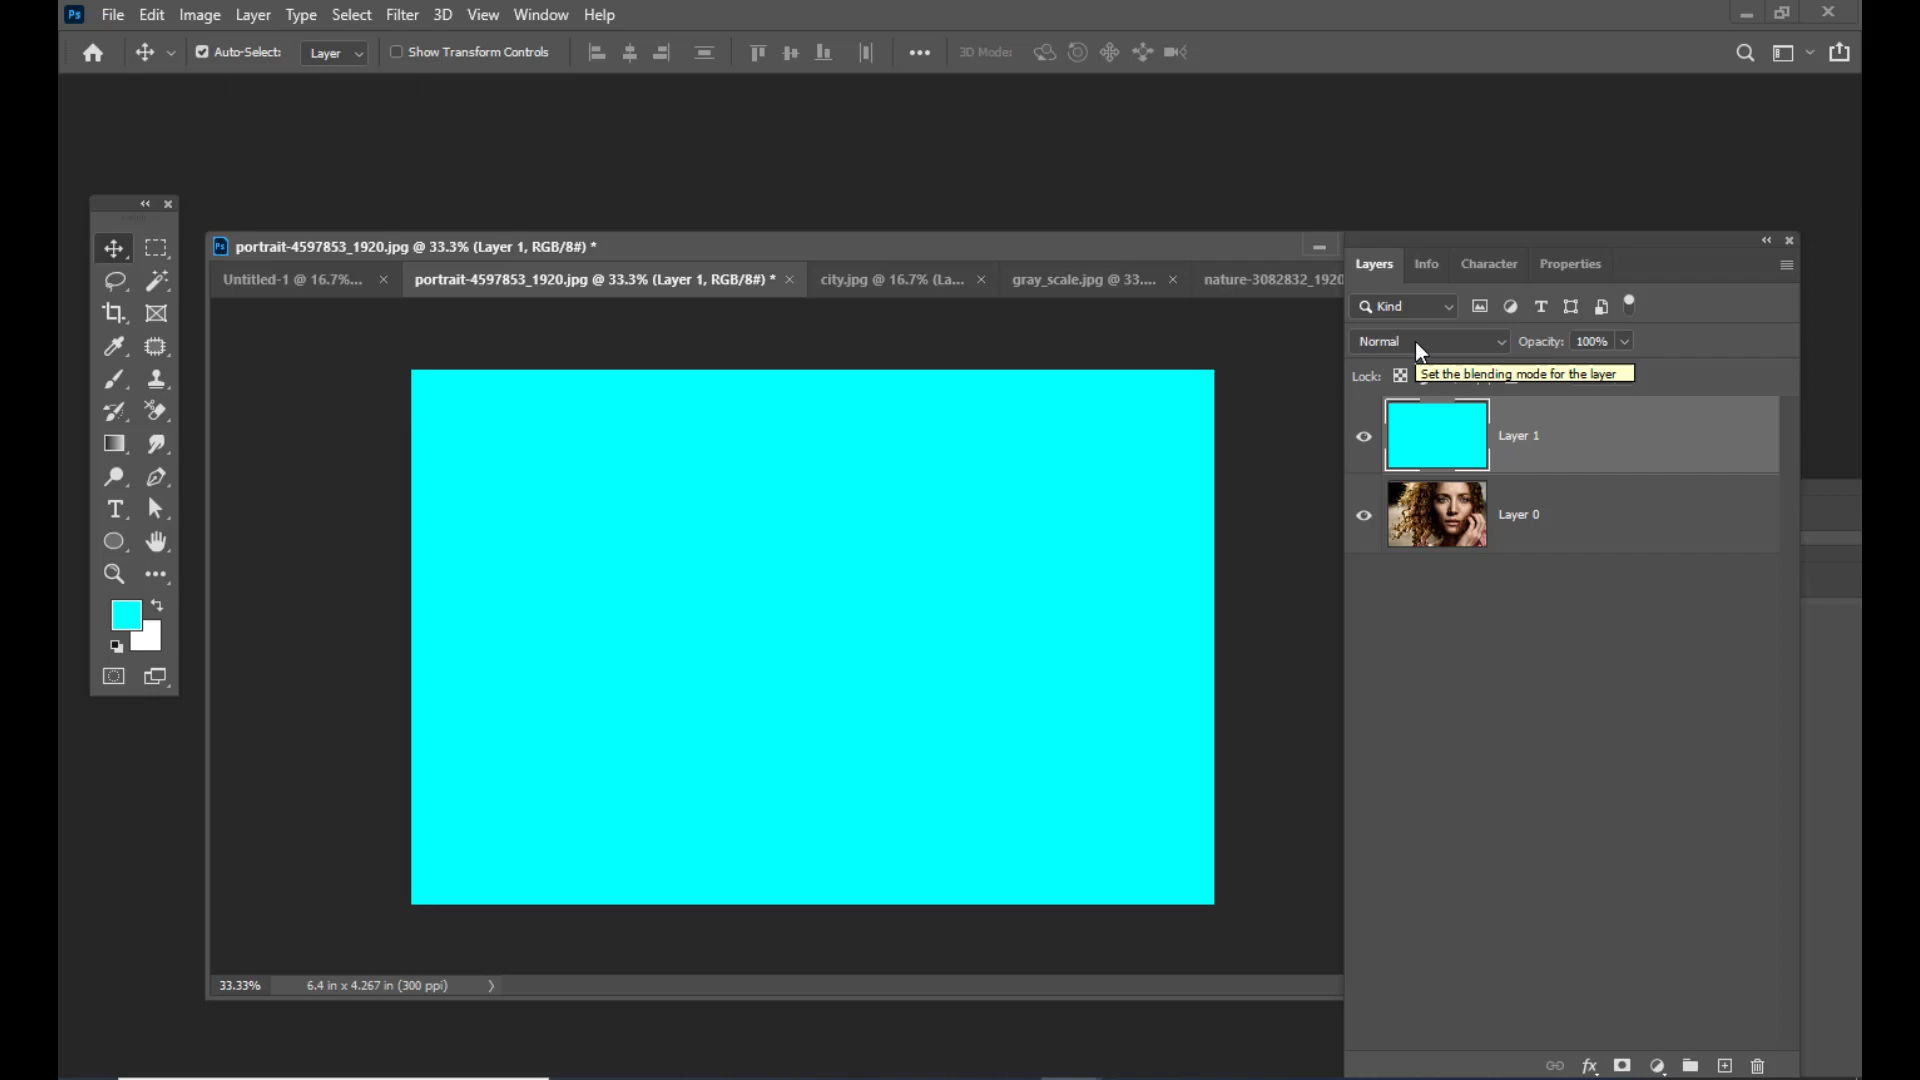 Ps File Edit Image Layer Type Select Filter 3D View Window Help
Auto-Select: Layer Show Transform Controls 3D Mode:
Ps portrait-4597853_1920.jpg @ 33.3% (Layer 1, RGB/8#) *
Untitled-1 @ 16.7%... portrait-4597853_1920.jpg @ 33.3% (Layer 1, RGB/8#) * city.jpg @ 16.7% (La... gray_scale.jpg @ 33.... nature-3082832_1920
Layers Info Character Properties
Kind
Normal Opacity: 100%
Lock:
Set the blending mode for the layer
Layer 1
Layer 0
33.33% 6.4 in x 4.267 in (300 ppi)